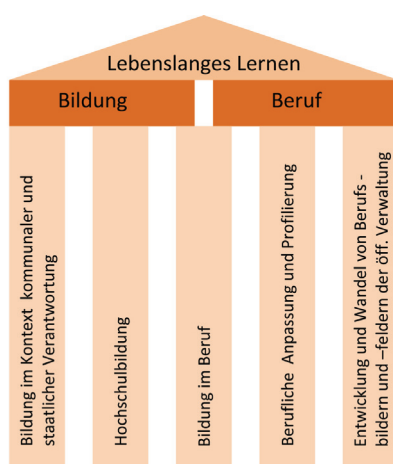 Lebenslanges Lernen
Bildung
Beruf
Bildung im Kontext kommunaler und
staatlicher Verantwortung
Hochschulbildung
Bildung im Beruf
Berufliche Anpassung und Profilierung
Entwicklung und Wandel von Berufs -
bildern und –feldern der öff. Verwaltung